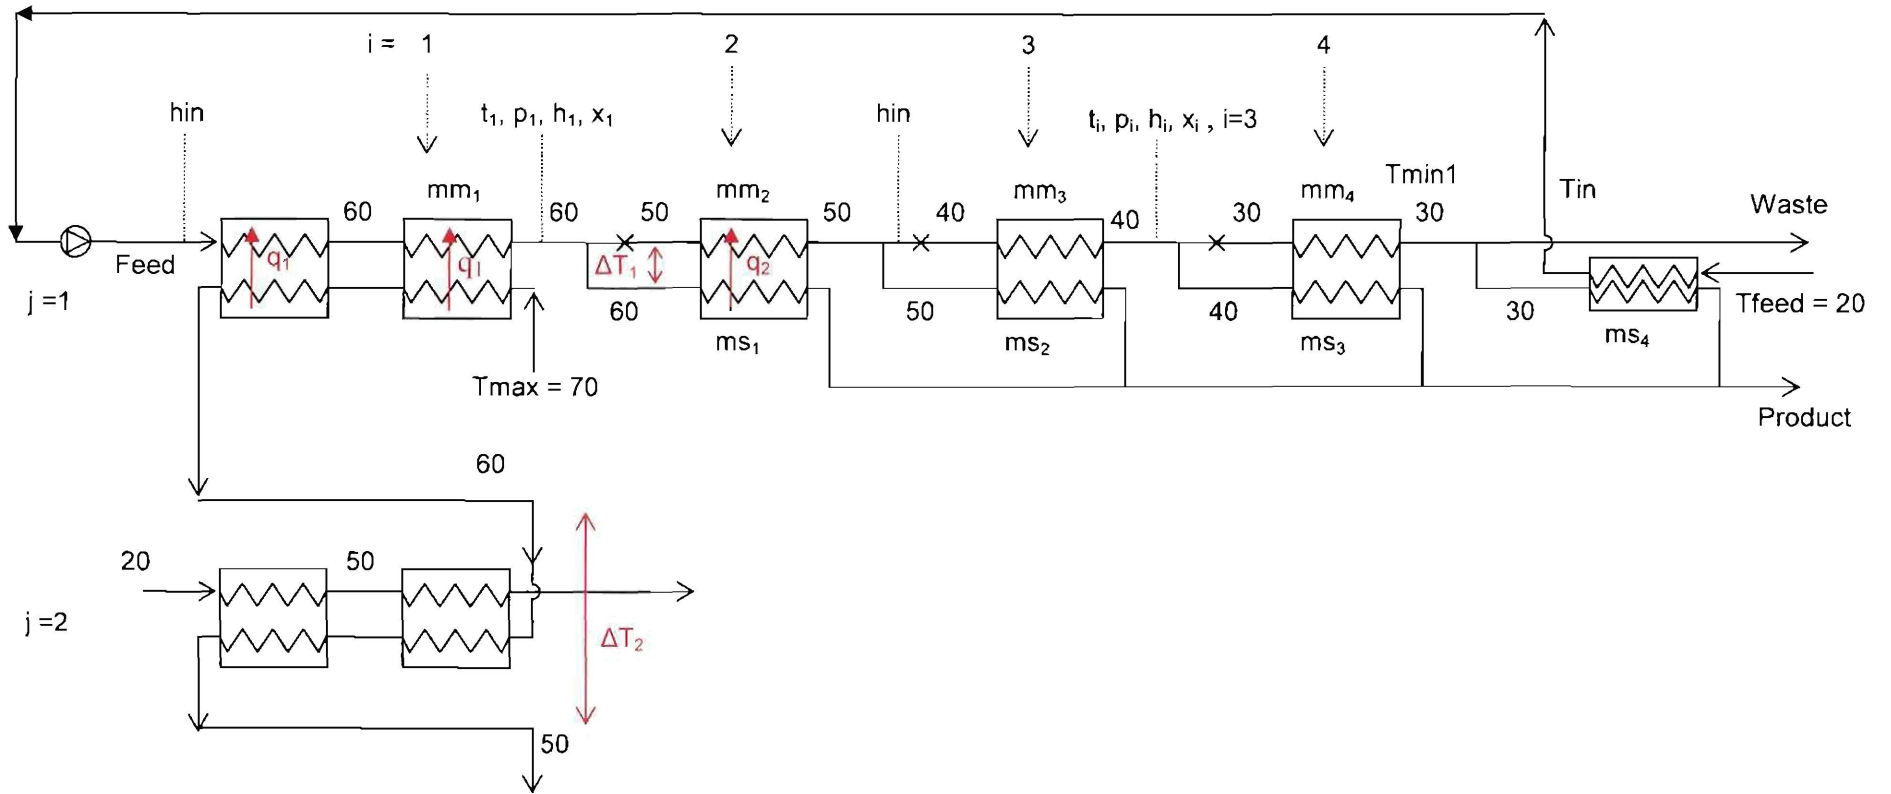 i = 1 2 3 4
hin t₁, p₁, h₁, x₁ hin tᵢ, pᵢ, hᵢ, xᵢ , i=3
mm₁ mm₂ mm₃ mm₄ Tmin1 Tin
60 60 50 50 40 40 30 30 Waste
Feed q₁ q₁ ΔT₁ q₂
j =1 60 50 40 30 Tfeed = 20
ms₁ ms₂ ms₃ ms₄
Tmax = 70
Product
60
20 50
j =2 ΔT₂
50